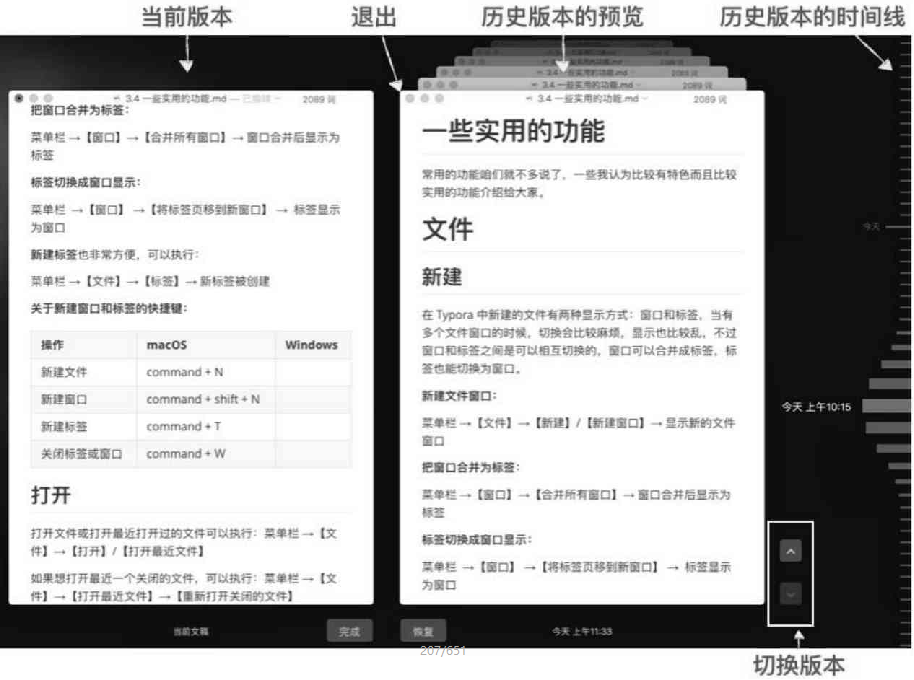 当前版本
退出
历史版本的预览
历史版本的时间线
3.4 一些实用的功能.md — 已编辑
2089 词
把窗口合并为标签：
菜单栏 →【窗口】→【合并所有窗口】→ 窗口合并后显示为
标签
标签切换成窗口显示：
菜单栏 →【窗口】 →【将标签页移到新窗口】 → 标签显示
为窗口
新建标签也非常方便，可以执行：
菜单栏 →【文件】→【标签】→ 新标签被创建
关于新建窗口和标签的快捷键：
操作 macOS Windows
新建文件 command + N
新建窗口 command + shift + N
新建标签 command + T
关闭标签或窗口 command + W
打开
打开文件或打开最近打开过的文件可以执行：菜单栏 →【文
件】→【打开】/【打开最近文件】
如果想打开最近一个关闭的文件，可以执行：菜单栏 →【文
件】→【打开最近文件】→【重新打开关闭的文件】
当前文稿
完成
3.4 一些实用的功能.md
2089 词
一些实用的功能
常用的功能咱们就不多说了，一些我认为比较有特色而且比较
实用的功能介绍给大家。
文件
新建
在 Typora 中新建的文件有两种显示方式：窗口和标签，当有
多个文件窗口的时候，切换会比较麻烦，显示也比较乱，不过
窗口和标签之间是可以相互切换的，窗口可以合并成标签，标
签也能切换为窗口。
新建文件窗口：
菜单栏 →【文件】→【新建】/【新建窗口】→ 显示新的文件
窗口
把窗口合并为标签：
菜单栏 →【窗口】→【合并所有窗口】→ 窗口合并后显示为
标签
标签切换成窗口显示：
菜单栏 →【窗口】 →【将标签页移到新窗口】 → 标签显示
为窗口
恢复
今天 上午11:33
今天
今天 上午10:15
切换版本
207/651